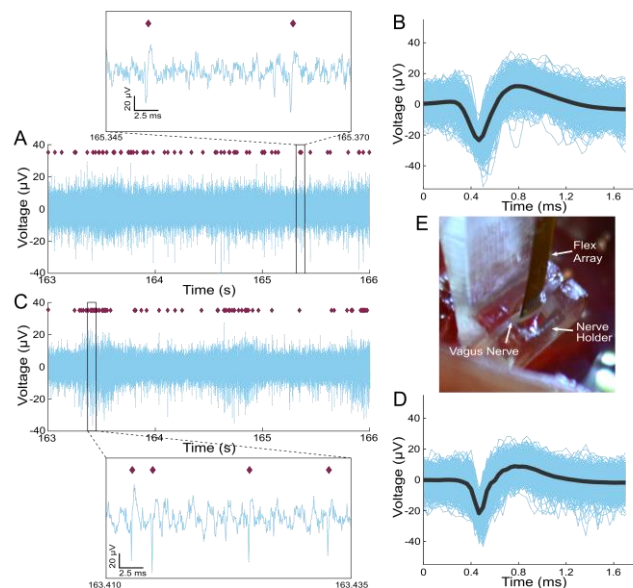 20 µV
2.5 ms
165.345
165.370
A
Voltage (µV)
40
20
0
-20
-40
163
164
165
166
Time (s)
B
Voltage (µV)
40
20
0
-20
-40
0
0.4
0.8
1.2
1.6
Time (ms)
C
Voltage (µV)
40
20
0
-20
-40
163
164
165
166
Time (s)
E
Flex
Array
Nerve
Holder
Vagus Nerve
20 µV
2.5 ms
163.410
163.435
D
Voltage (µV)
40
20
0
-20
-40
0
0.4
0.8
1.2
1.6
Time (ms)